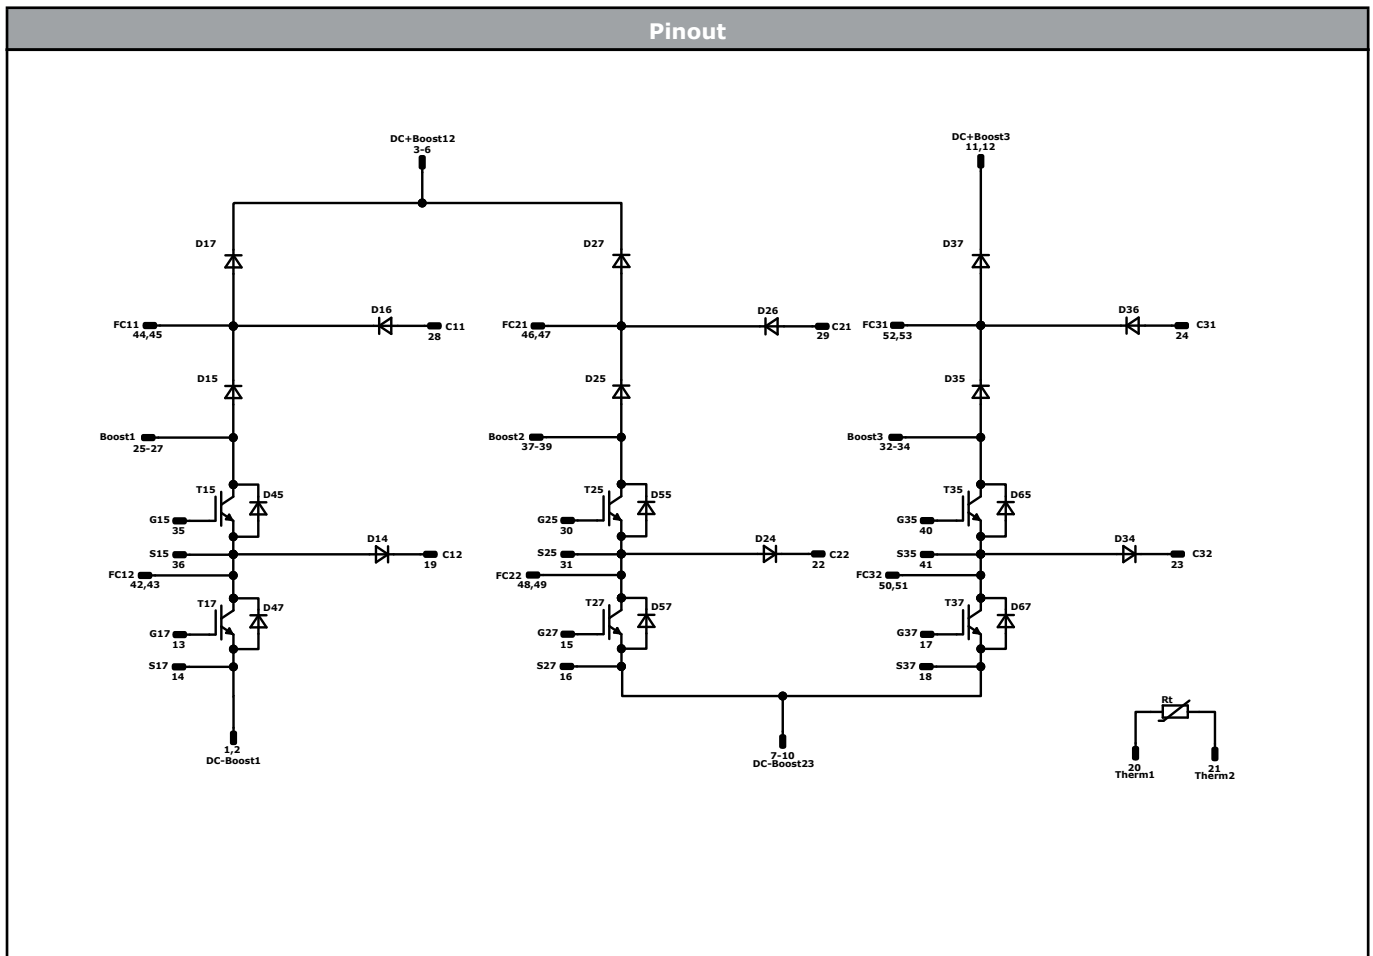 Pinout
DC+Boost12
3-6
DC+Boost3
11,12
D17
D27
D37
D16
D26
D36
FC11
44,45
C11
28
FC21
46,47
C21
29
FC31
52,53
C31
24
D15
D25
D35
Boost1
25-27
Boost2
37-39
Boost3
32-34
T15
D45
T25
D55
T35
D65
G15
35
G25
30
G35
40
D14
D24
D34
S15
36
C12
19
S25
31
C22
22
S35
41
C32
23
FC12
42,43
FC22
48,49
FC32
50,51
T17
D47
T27
D57
T37
D67
G17
13
G27
15
G37
17
S17
14
S27
16
S37
18
Rt
1,2
DC-Boost1
7-10
DC-Boost23
20
Therm1
21
Therm2